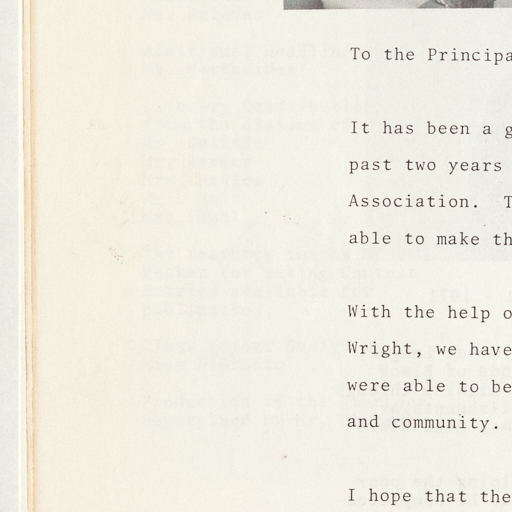 To the Principa
It has been a g
past two years
Association. T
able to make th
With the help o
Wright, we have
were able to be
and community.
I hope that the